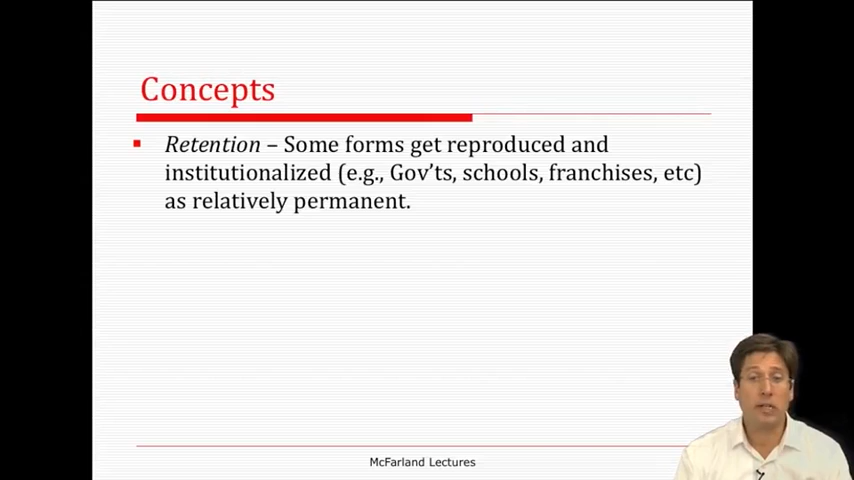 Concepts
Retention – Some forms get reproduced and
institutionalized (e.g., Gov’ts, schools, franchises, etc)
as relatively permanent.
McFarland Lectures